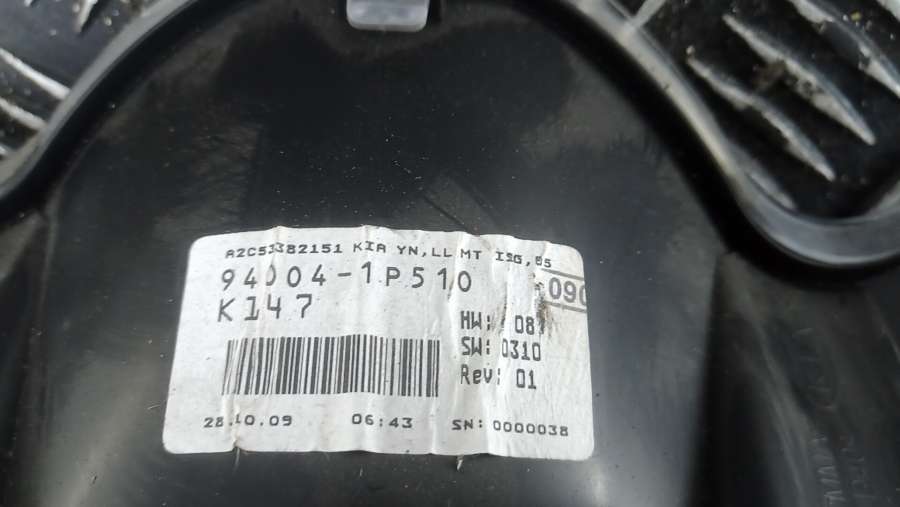 A2C53382151 KIA YN,LL MT ISG,B5
94004-1P510
090
K147
HW: 08
SW: 0310
Rev: 01
28.10.09 06:43 SN:0000038